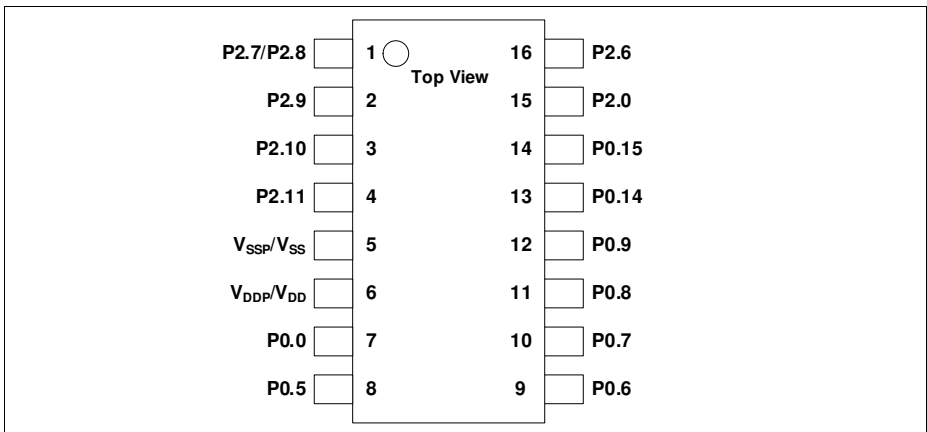 P2.7/P2.8 1 16 P2.6
Top View
P2.9 2 15 P2.0
P2.10 3 14 P0.15
P2.11 4 13 P0.14
VSSP/VSS 5 12 P0.9
VDDP/VDD 6 11 P0.8
P0.0 7 10 P0.7
P0.5 8 9 P0.6